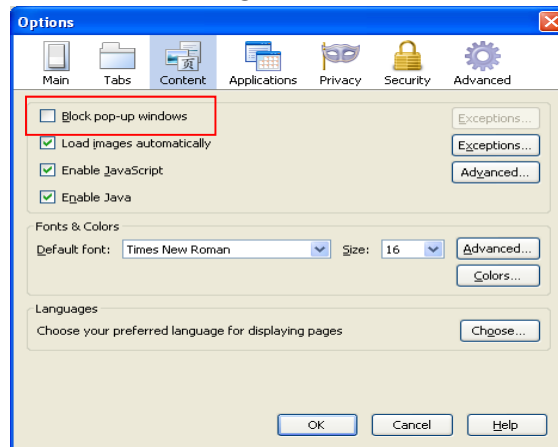 Options
Main Tabs Content Applications Privacy Security Advanced
Block pop-up windows Exceptions...
Load images automatically Exceptions...
Enable JavaScript Advanced...
Enable Java
Fonts & Colors
Default font: Times New Roman Size: 16 Advanced...
Colors...
Languages
Choose your preferred language for displaying pages Choose...
OK Cancel Help